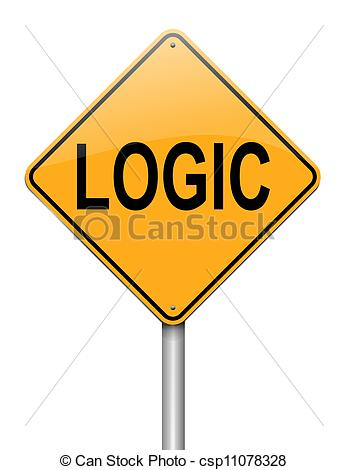 LOGIC
Can Stock Photo
© Can Stock Photo - csp11078328